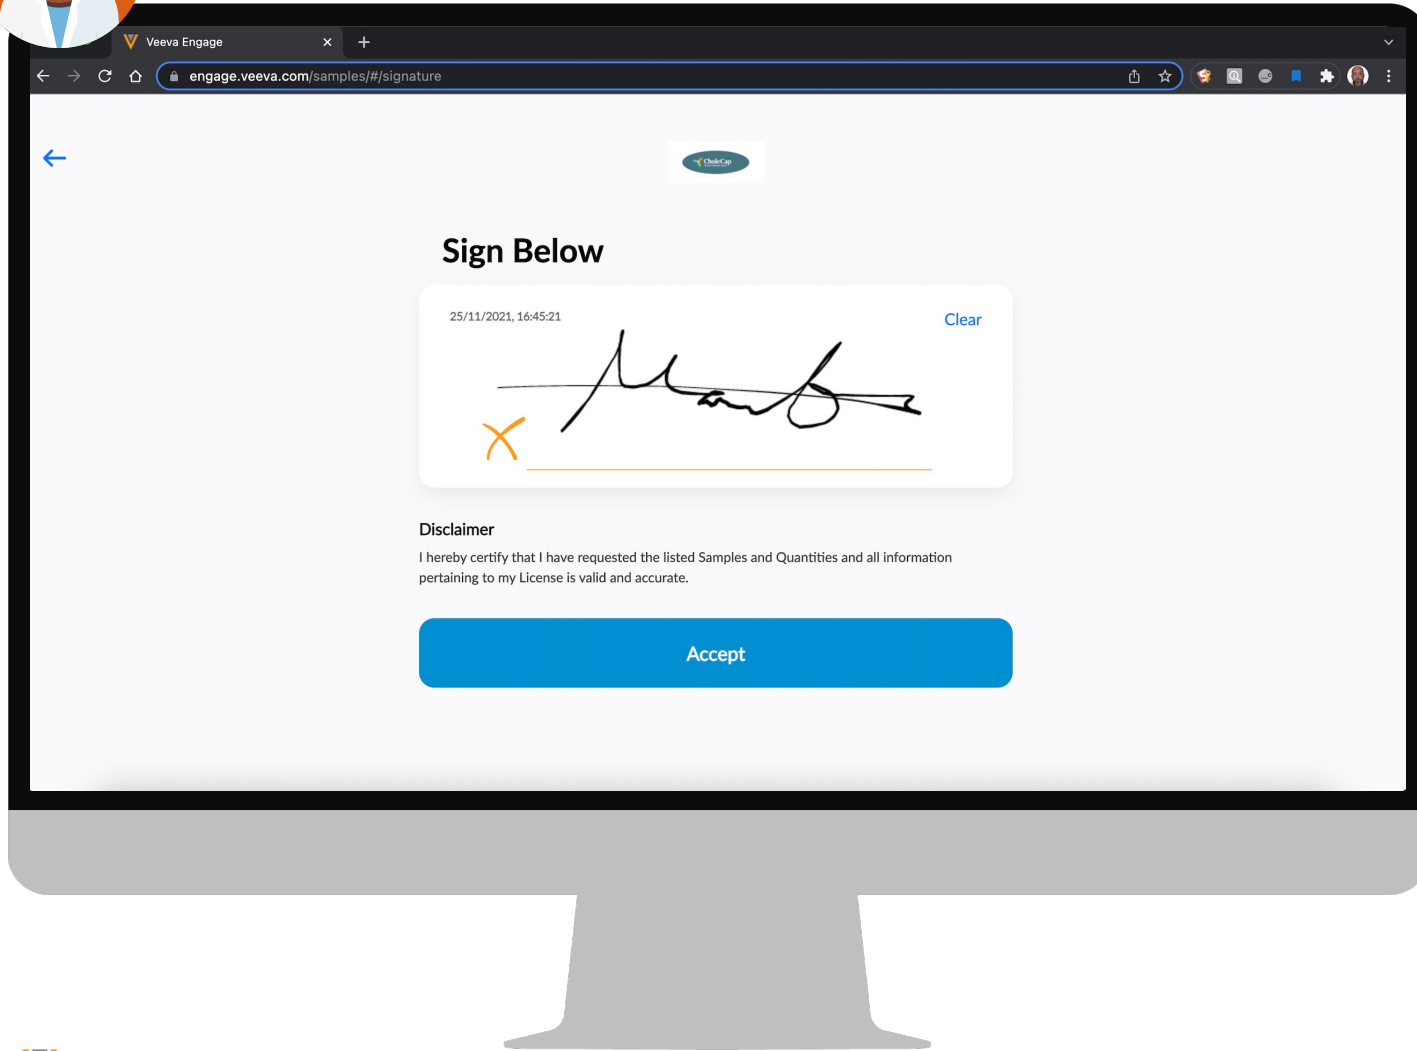 Veeva Engage
engage.veeva.com/samples/#/signature
CholeCap
Sign Below
25/11/2021, 16:45:21
Clear
Disclaimer
I hereby certify that I have requested the listed Samples and Quantities and all information
pertaining to my License is valid and accurate.
Accept